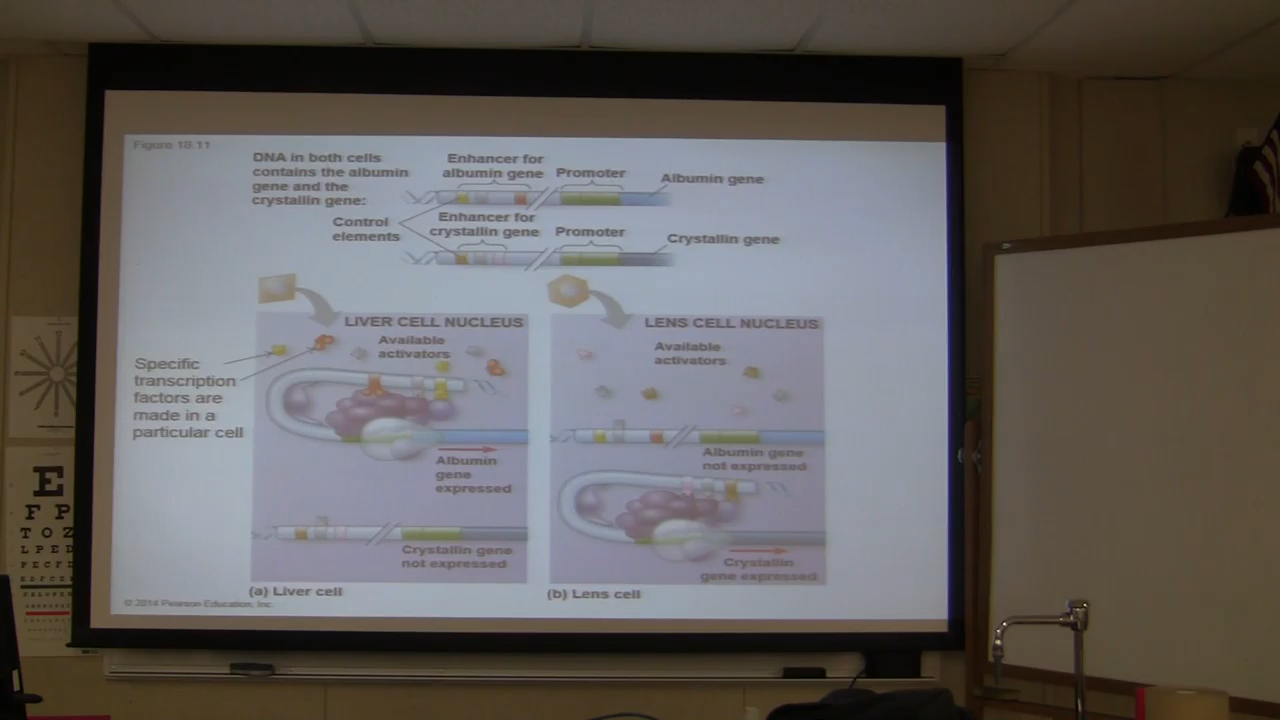 Figure 18.11
DNA in both cells
contains the albumin
gene and the
crystallin gene:
Enhancer for
albumin gene
Promoter
Albumin gene
Control
elements
Enhancer for
crystallin gene
Promoter
Crystallin gene
LIVER CELL NUCLEUS
Available
activators
Specific
transcription
factors are
made in a
particular cell
Albumin
gene
expressed
Crystallin gene
not expressed
(a) Liver cell
LENS CELL NUCLEUS
Available
activators
Albumin gene
not expressed
Crystallin
gene expressed
(b) Lens cell
© 2014 Pearson Education, Inc.
E
F P
T O Z
L P E D
P E C F D
E D F C Z P